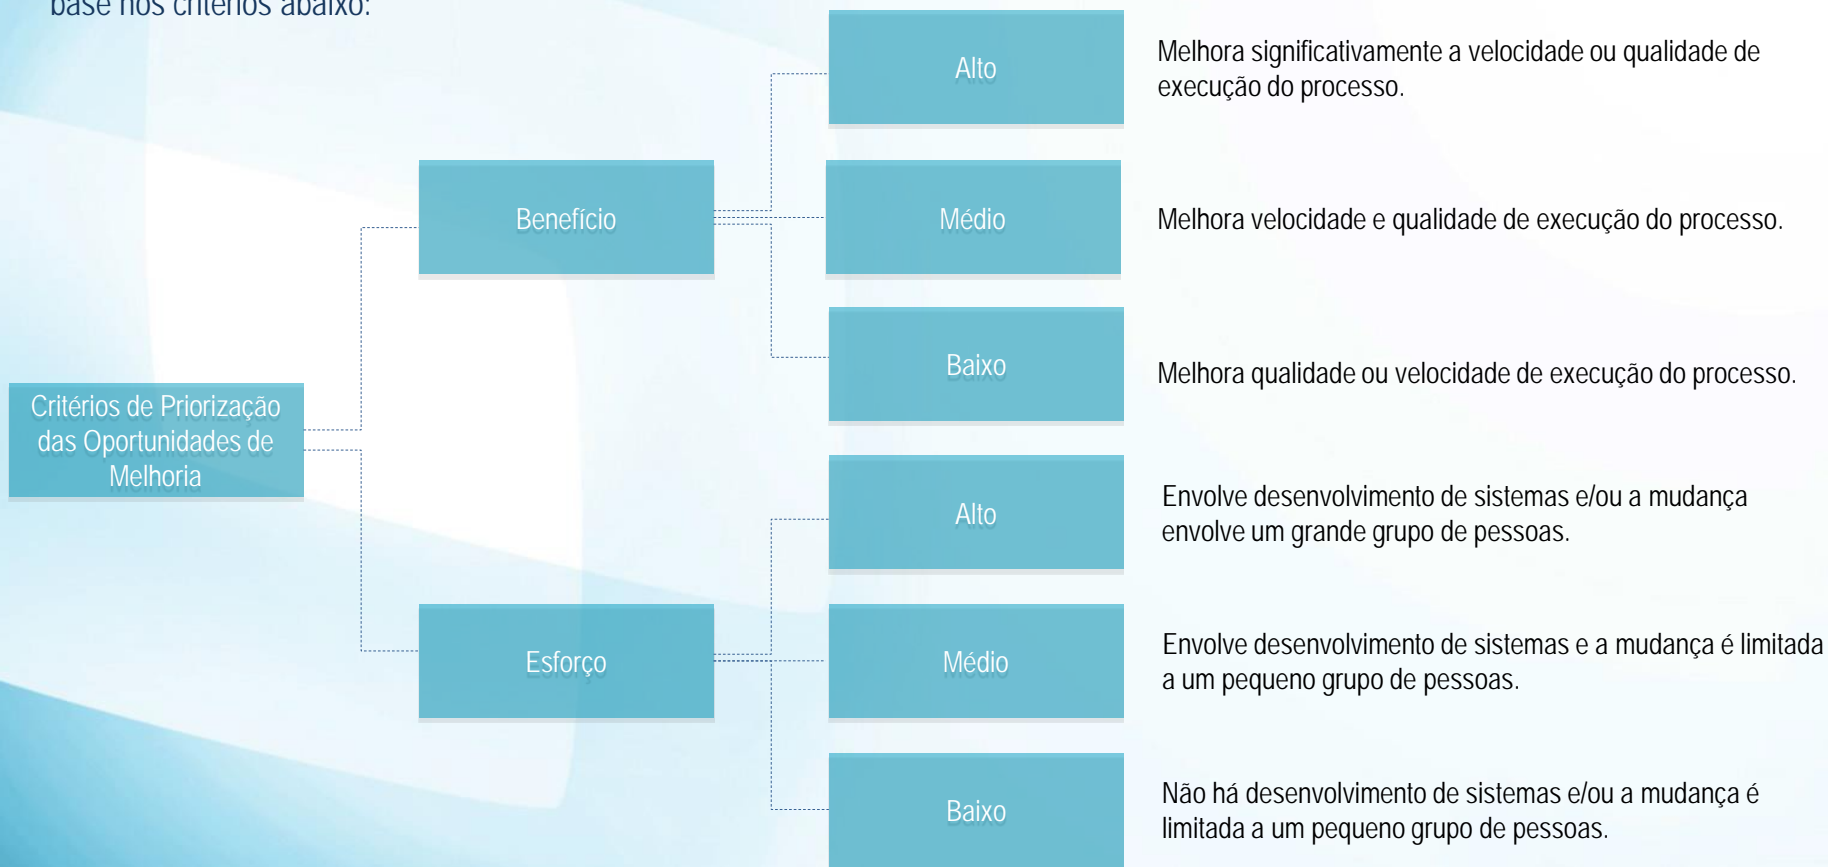 base nos critérios abaixo:
Alto
Melhora significativamente a velocidade ou qualidade de
execução do processo.
Benefício
Médio
Melhora velocidade e qualidade de execução do processo.
Baixo
Melhora qualidade ou velocidade de execução do processo.
Critérios de Priorização
das Oportunidades de
Melhoria
Alto
Envolve desenvolvimento de sistemas e/ou a mudança
envolve um grande grupo de pessoas.
Esforço
Médio
Envolve desenvolvimento de sistemas e a mudança é limitada
a um pequeno grupo de pessoas.
Baixo
Não há desenvolvimento de sistemas e/ou a mudança é
limitada a um pequeno grupo de pessoas.